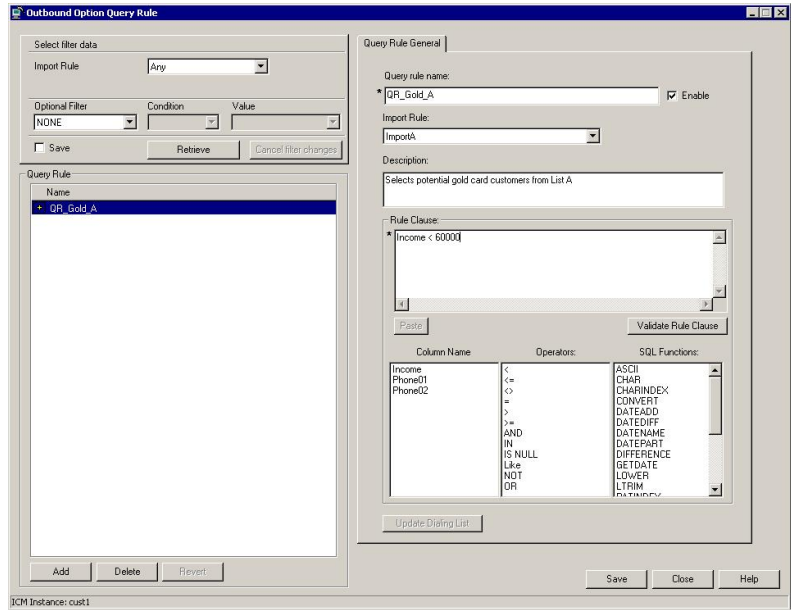 Outbound Option Query Rule
Select filter data
Import Rule
Any
Optional Filter
Condition
Value
NONE
Save
Retrieve
Cancel filter changes
Query Rule
Name
+ QR_Gold_A
Add
Delete
Revert
Query Rule General
Query rule name:
* QR_Gold_A
Enable
Import Rule:
ImportA
Description:
Selects potential gold card customers from List A
Rule Clause:
* Income < 60000
Paste
Validate Rule Clause
Column Name
Income
Phone01
Phone02
Operators:
<
<=
<>
=
>
>=
AND
IN
IS NULL
Like
NOT
OR
SQL Functions:
ASCII
CHAR
CHARINDEX
CONVERT
DATEADD
DATEDIFF
DATENAME
DATEPART
DIFFERENCE
GETDATE
LOWER
LTRIM
PATINDEX
Update Dialing List
Save
Close
Help
ICM Instance: cust1